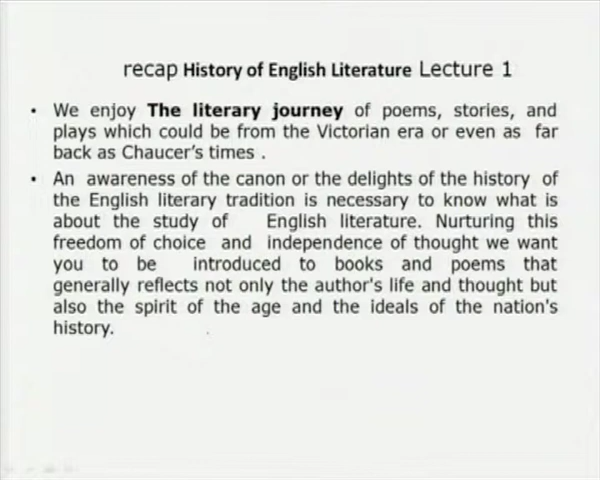 recap History of English Literature Lecture 1
• We enjoy The literary journey of poems, stories, and
plays which could be from the Victorian era or even as far
back as Chaucer's times .
• An awareness of the canon or the delights of the history of
the English literary tradition is necessary to know what is
about the study of English literature. Nurturing this
freedom of choice and independence of thought we want
you to be introduced to books and poems that
generally reflects not only the author's life and thought but
also the spirit of the age and the ideals of the nation's
history.